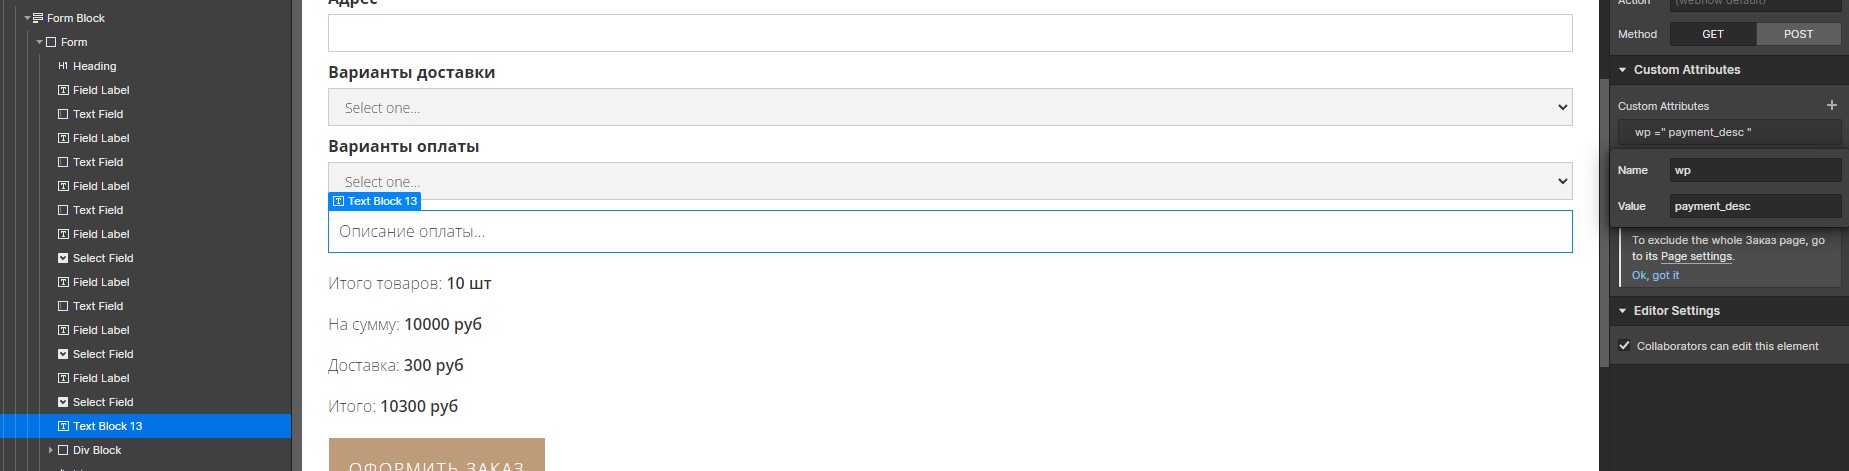 Form Block
Form
H1 Heading
Field Label
Text Field
Field Label
Text Field
Field Label
Text Field
Field Label
Select Field
Field Label
Text Field
Field Label
Select Field
Field Label
Select Field
Text Block 13
Div Block
Адрес
Варианты доставки
Select one...
Варианты оплаты
Select one...
Text Block 13
Описание оплаты...
Итого товаров: 10 шт
На сумму: 10000 руб
Доставка: 300 руб
Итого: 10300 руб
ОФОРМИТЬ ЗАКАЗ
Action (webflow default)
Method GET POST
Custom Attributes
Custom Attributes
wp =" payment_desc "
Name wp
Value payment_desc
To exclude the whole Заказ page, go
to its Page settings.
Ok, got it
Editor Settings
Collaborators can edit this element